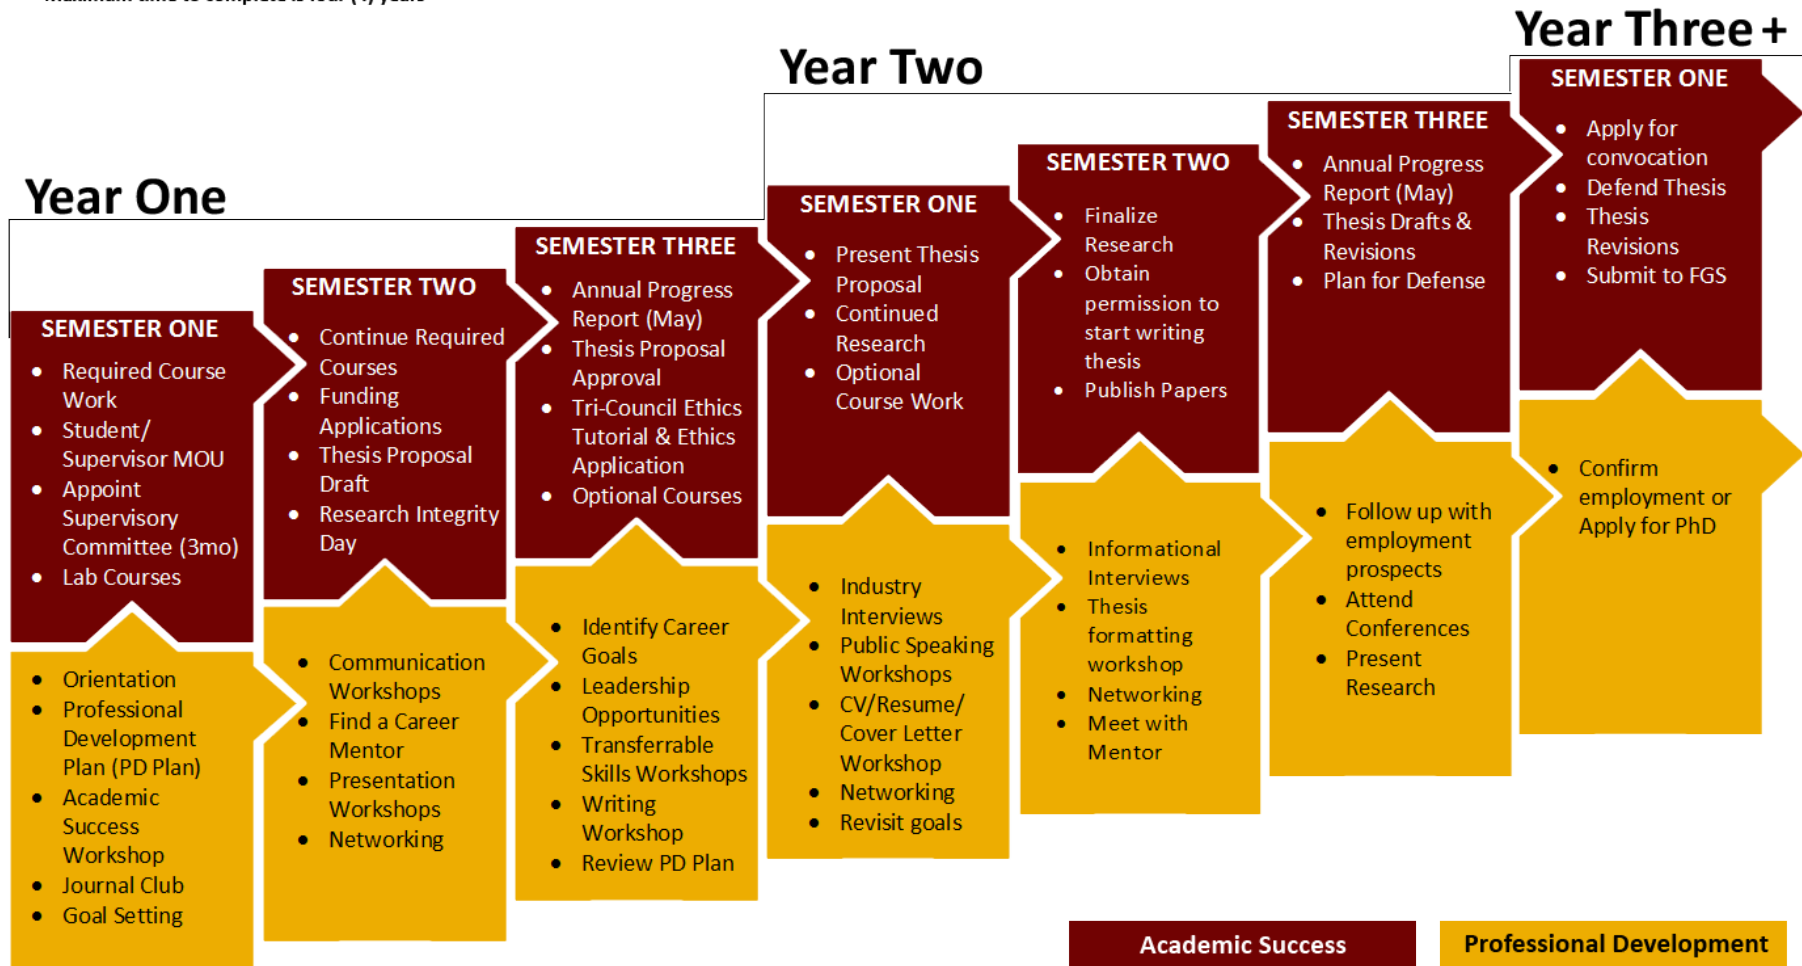 Maximum time to complete is four (4) years
Year One
SEMESTER ONE
• Required Course
Work
• Student/
Supervisor MOU
• Appoint
Supervisory
Committee (3mo)
• Lab Courses
• Orientation
• Professional
Development
Plan (PD Plan)
• Academic
Success
Workshop
• Journal Club
• Goal Setting
SEMESTER TWO
• Continue Required
Courses
• Funding
Applications
• Thesis Proposal
Draft
• Research Integrity
Day
• Communication
Workshops
• Find a Career
Mentor
• Presentation
Workshops
• Networking
SEMESTER THREE
• Annual Progress
Report (May)
• Thesis Proposal
Approval
• Tri-Council Ethics
Tutorial & Ethics
Application
• Optional Courses
• Identify Career
Goals
• Leadership
Opportunities
• Transferrable
Skills Workshops
• Writing
Workshop
• Review PD Plan
Year Two
SEMESTER ONE
• Present Thesis
Proposal
• Continued
Research
• Optional
Course Work
• Industry
Interviews
• Public Speaking
Workshops
• CV/Resume/
Cover Letter
Workshop
• Networking
• Revisit goals
SEMESTER TWO
• Finalize
Research
• Obtain
permission to
start writing
thesis
• Publish Papers
• Informational
Interviews
• Thesis
formatting
workshop
• Networking
• Meet with
Mentor
SEMESTER THREE
• Annual Progress
Report (May)
• Thesis Drafts &
Revisions
• Plan for Defense
• Follow up with
employment
prospects
• Attend
Conferences
• Present
Research
Year Three +
SEMESTER ONE
• Apply for
convocation
• Defend Thesis
• Thesis
Revisions
• Submit to FGS
• Confirm
employment or
Apply for PhD
Academic Success
Professional Development